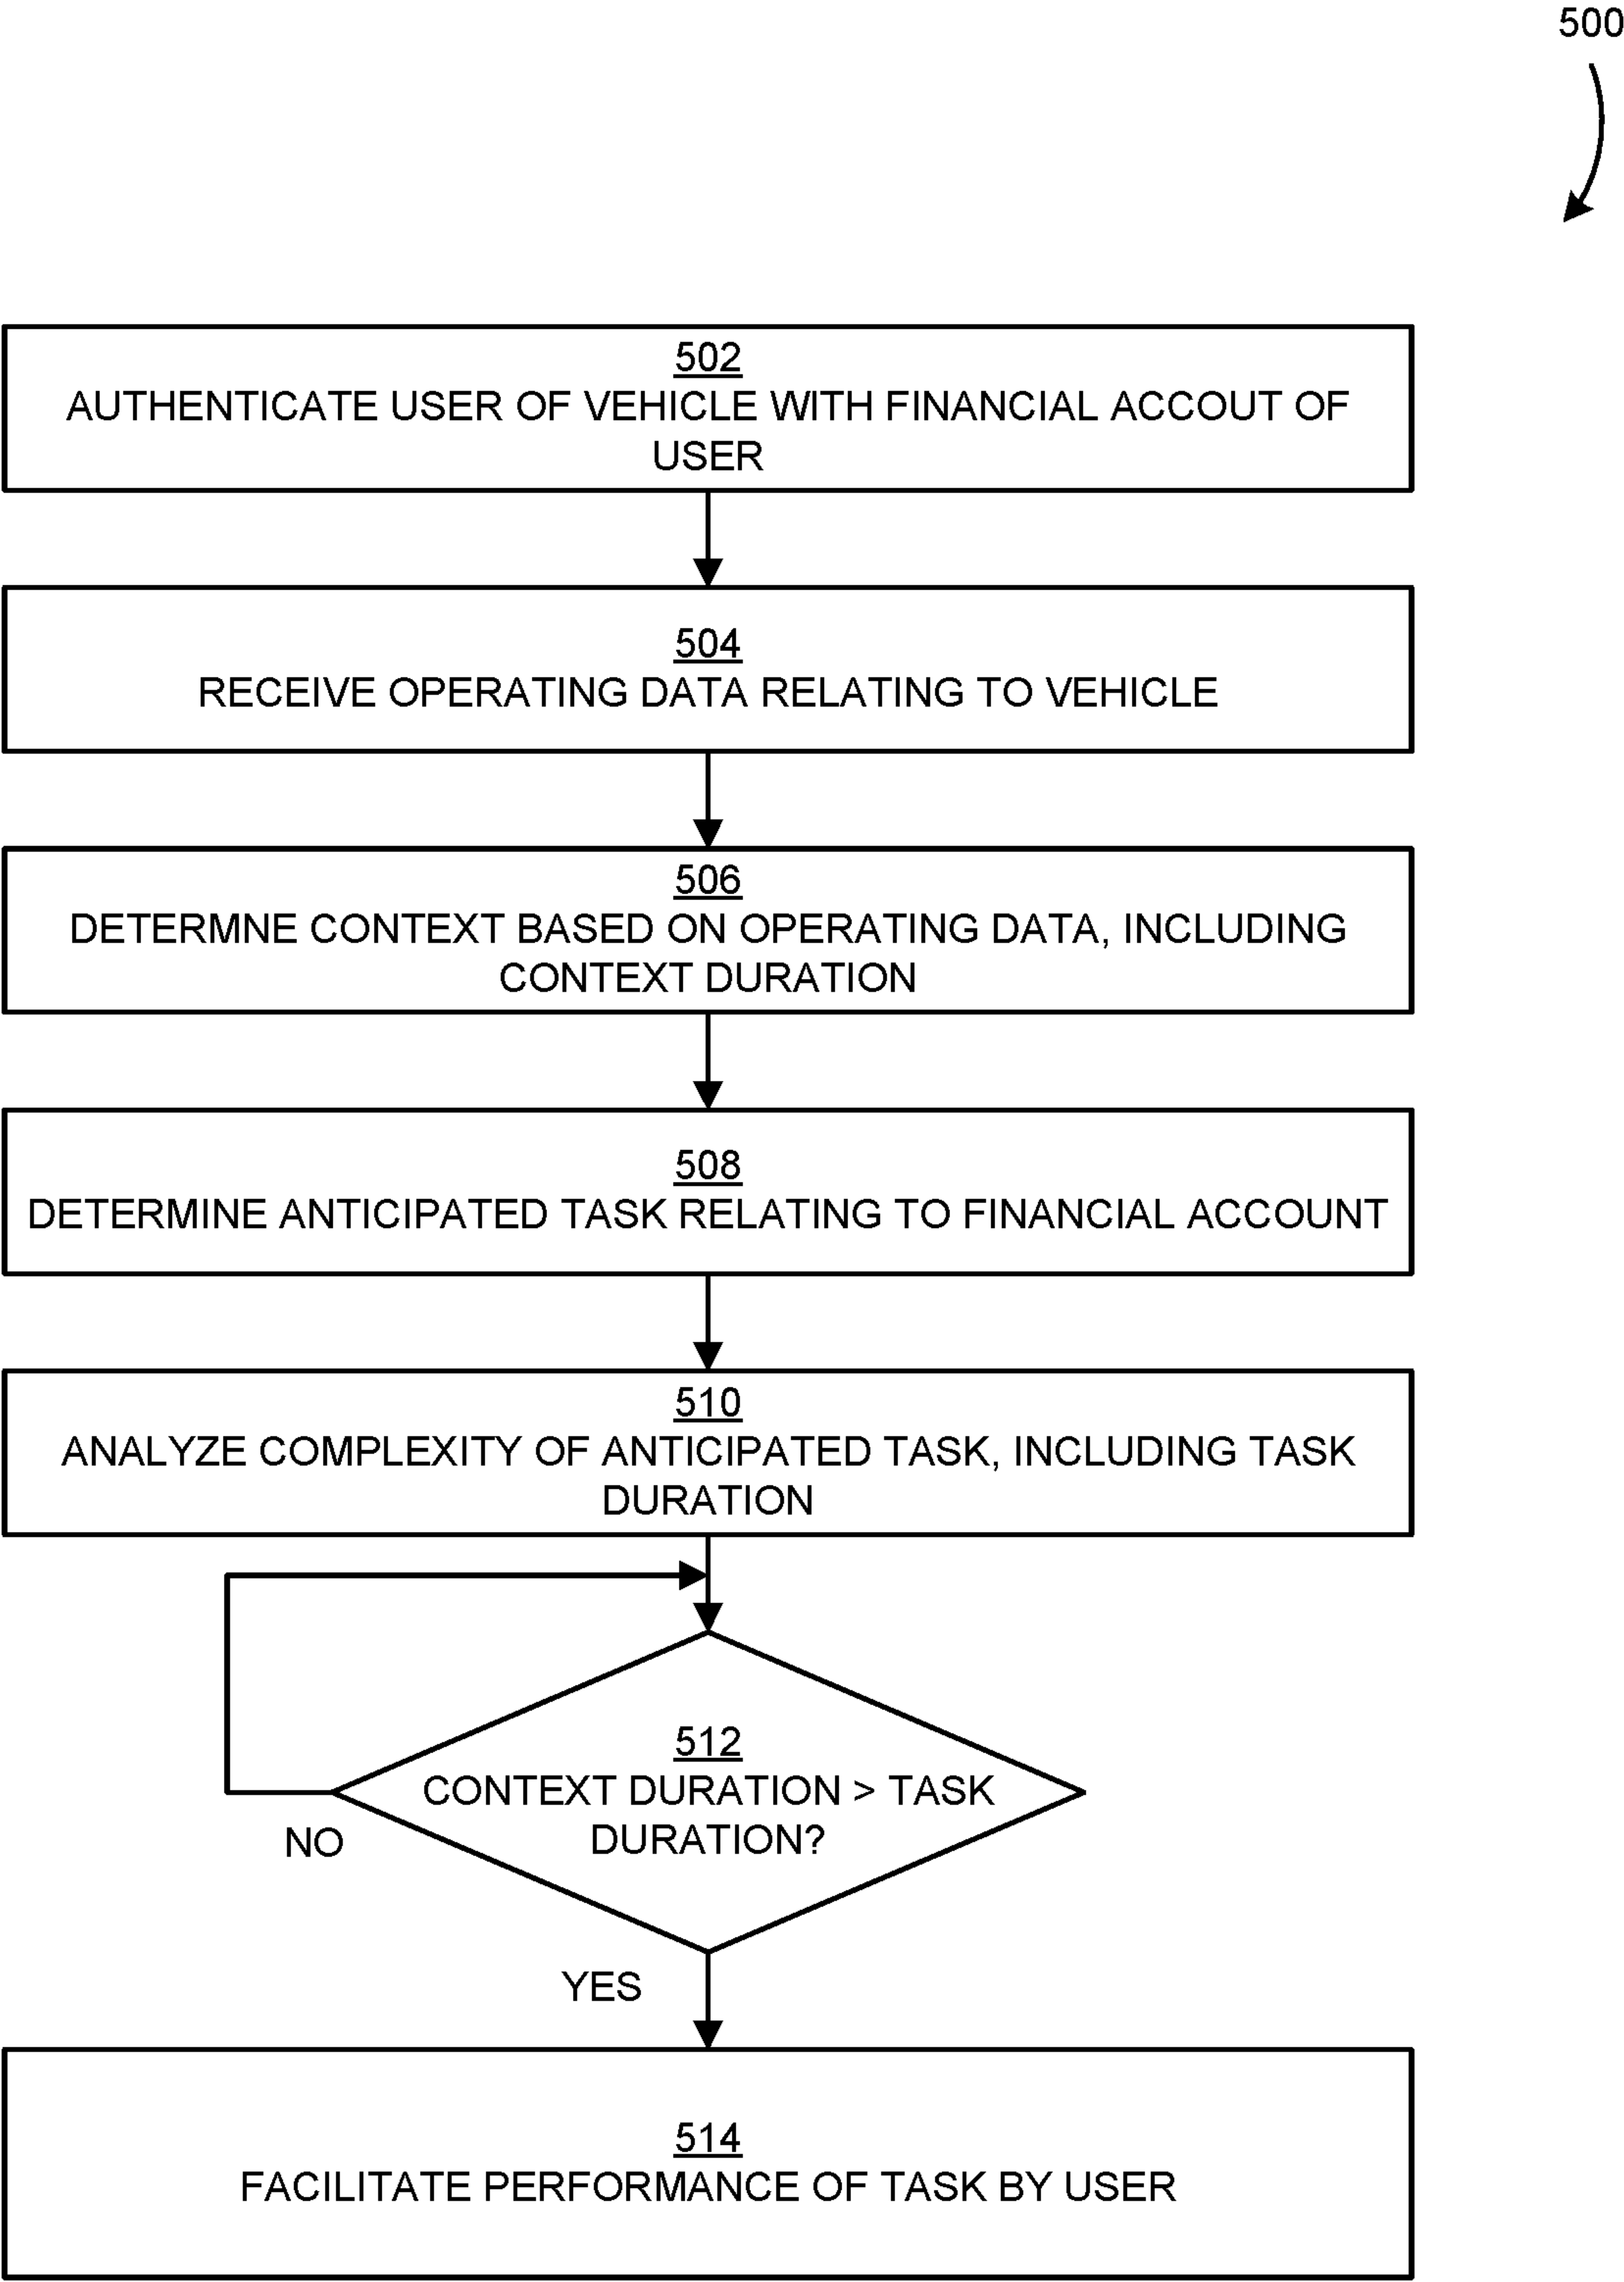 500
502
AUTHENTICATE USER OF VEHICLE WITH FINANCIAL ACCOUT OF
USER
504
RECEIVE OPERATING DATA RELATING TO VEHICLE
506
DETERMNE CONTEXT BASED ON OPERATING DATA, INCLUDING
CONTEXT DURATION
508
DETERMINE ANTICIPATED TASK RELATING TO FINANCIAL ACCOUNT
510
ANALYZE COMPLEXITY OF ANTICIPATED TASK, INCLUDING TASK
DURATION
512
CONTEXT DURATION > TASK
DURATION?
NO
YES
514
FACILITATE PERFORMANCE OF TASK BY USER